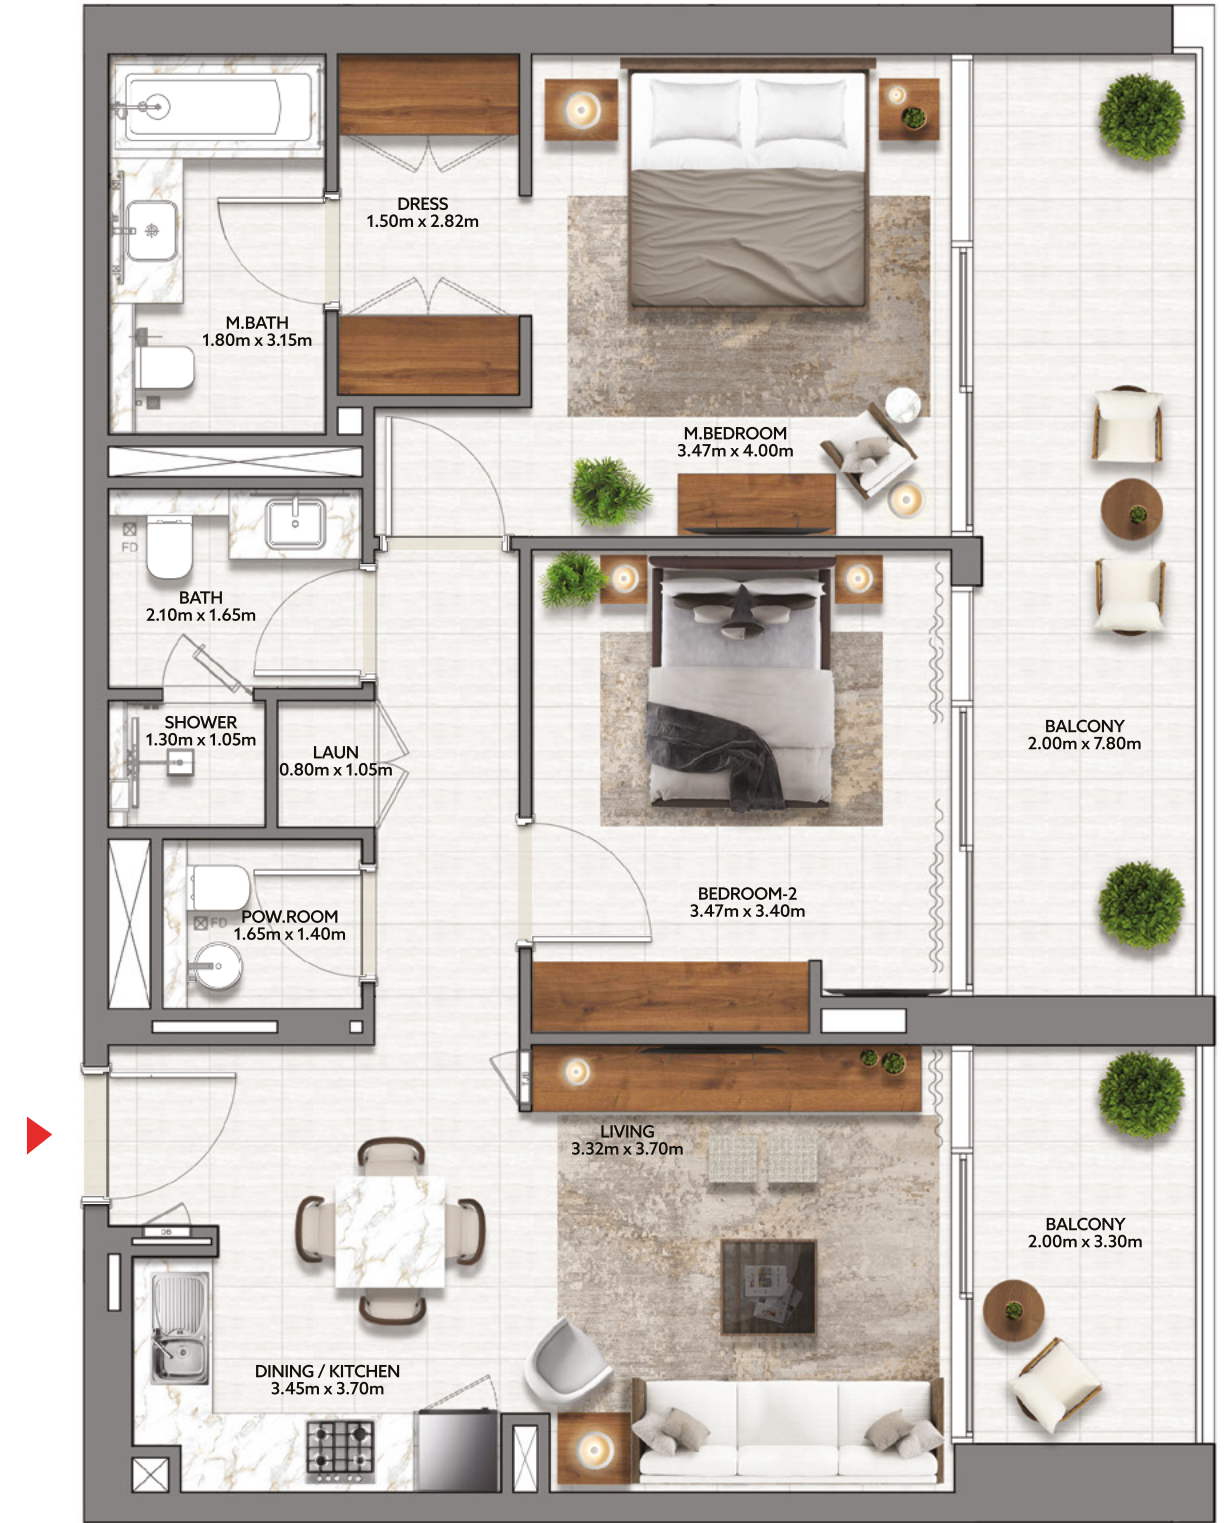 DRESS
1.50m x 2.82m
M.BATH
1.80m x 3.15m
M.BEDROOM
3.47m x 4.00m
FD
BATH
2.10m x 1.65m
SHOWER
1.30m x 1.05m
LAUN
0.80m x 1.05m
BALCONY
2.00m x 7.80m
BEDROOM-2
3.47m x 3.40m
FD
POW.ROOM
1.65m x 1.40m
LIVING
3.32m x 3.70m
DB
BALCONY
2.00m x 3.30m
DINING / KITCHEN
3.45m x 3.70m